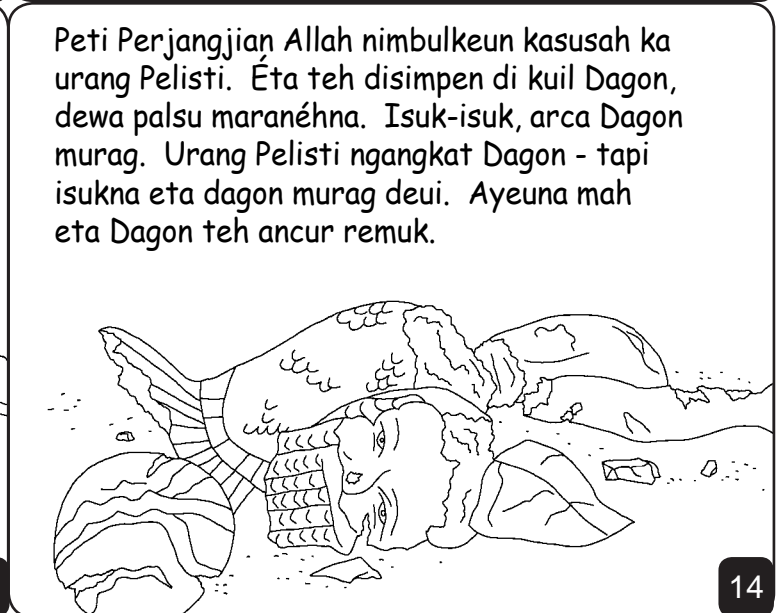 Peti Perjangjian Allah nimbulkeun kasusah ka
urang Pelisti.  Éta teh disimpen di kuil Dagon,
dewa palsu maranéhna.  Isuk-isuk, arca Dagon
murag.  Urang Pelisti ngangkat Dagon - tapi
isukna eta dagon murag deui.  Ayeuna mah
eta Dagon teh ancur remuk.
14